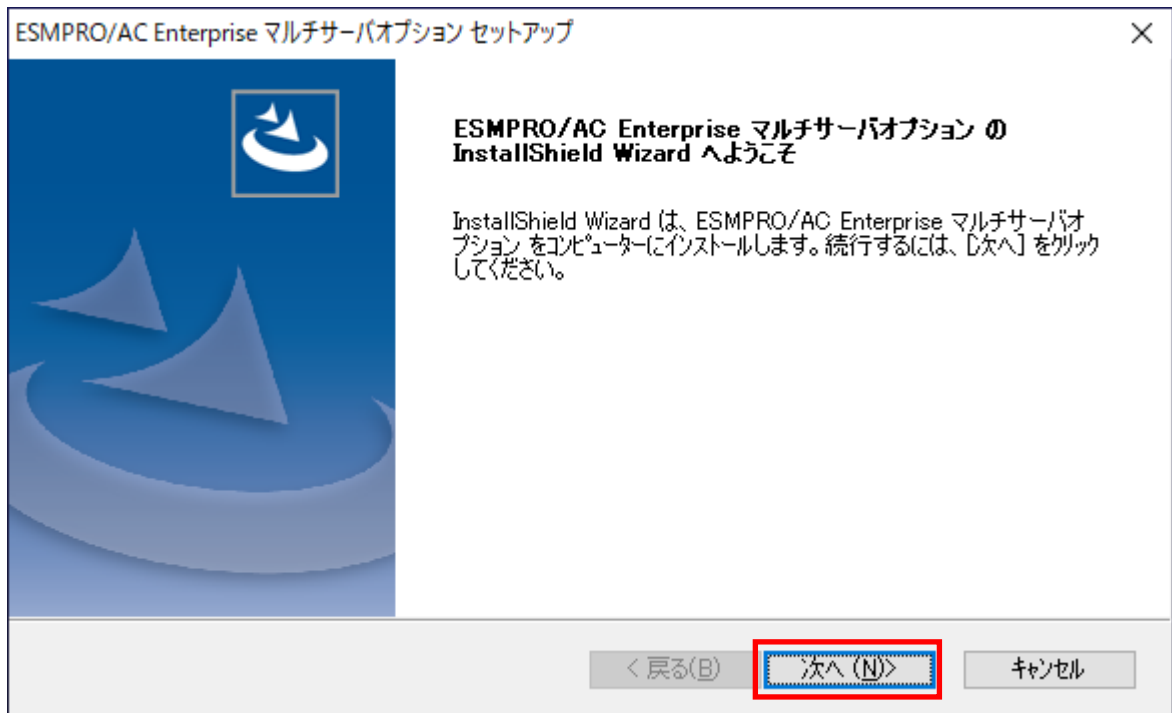 ESMPRO/AC Enterprise マルチサーバオプション セットアップ
ESMPRO/AC Enterprise マルチサーバオプション の
InstallShield Wizard へようこそ
InstallShield Wizard は、ESMPRO/AC Enterprise マルチサーバオ
プション をコンピューターにインストールします。続行するには、[次へ] をクリック
してください。
< 戻る(B)
次へ (N)>
キャンセル